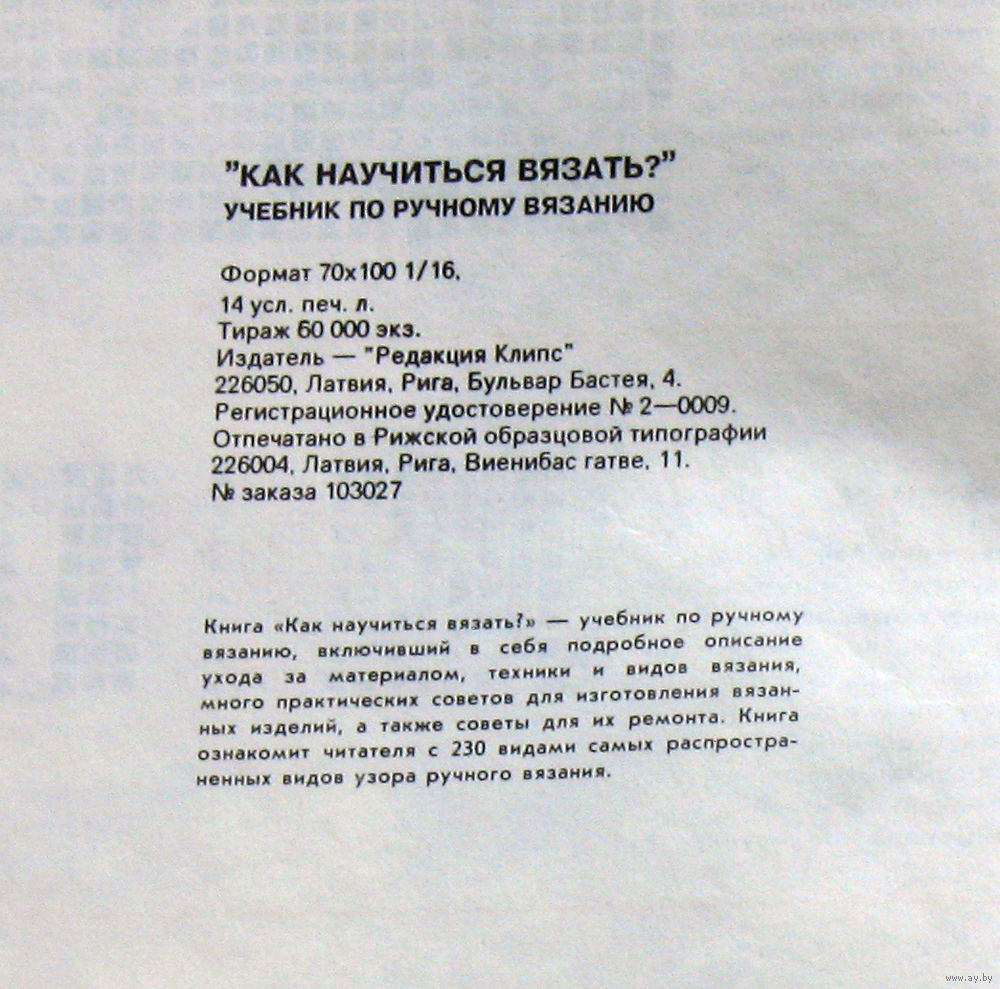 "КАК НАУЧИТЬСЯ ВЯЗАТЬ?"
УЧЕБНИК ПО РУЧНОМУ ВЯЗАНИЮ
Формат 70х100 1/16.
14 усл. печ. л.
Тираж 60 000 экз.
Издатель — "Редакция Клипс"
226050, Латвия, Рига, Бульвар Бастея, 4.
Регистрационное удостоверение № 2—0009.
Отпечатано в Рижской образцовой типографии
226004, Латвия, Рига, Виенибас гатве, 11.
№ заказа 103027
Книга «Как научиться вязать?» — учебник по ручному
вязанию, включивший в себя подробное описание
ухода за материалом, техники и видов вязания,
много практических советов для изготовления вязан-
ных изделий, а также советы для их ремонта. Книга
ознакомит читателя с 230 видами самых распростра-
ненных видов узора ручного вязания.
www.ay.by